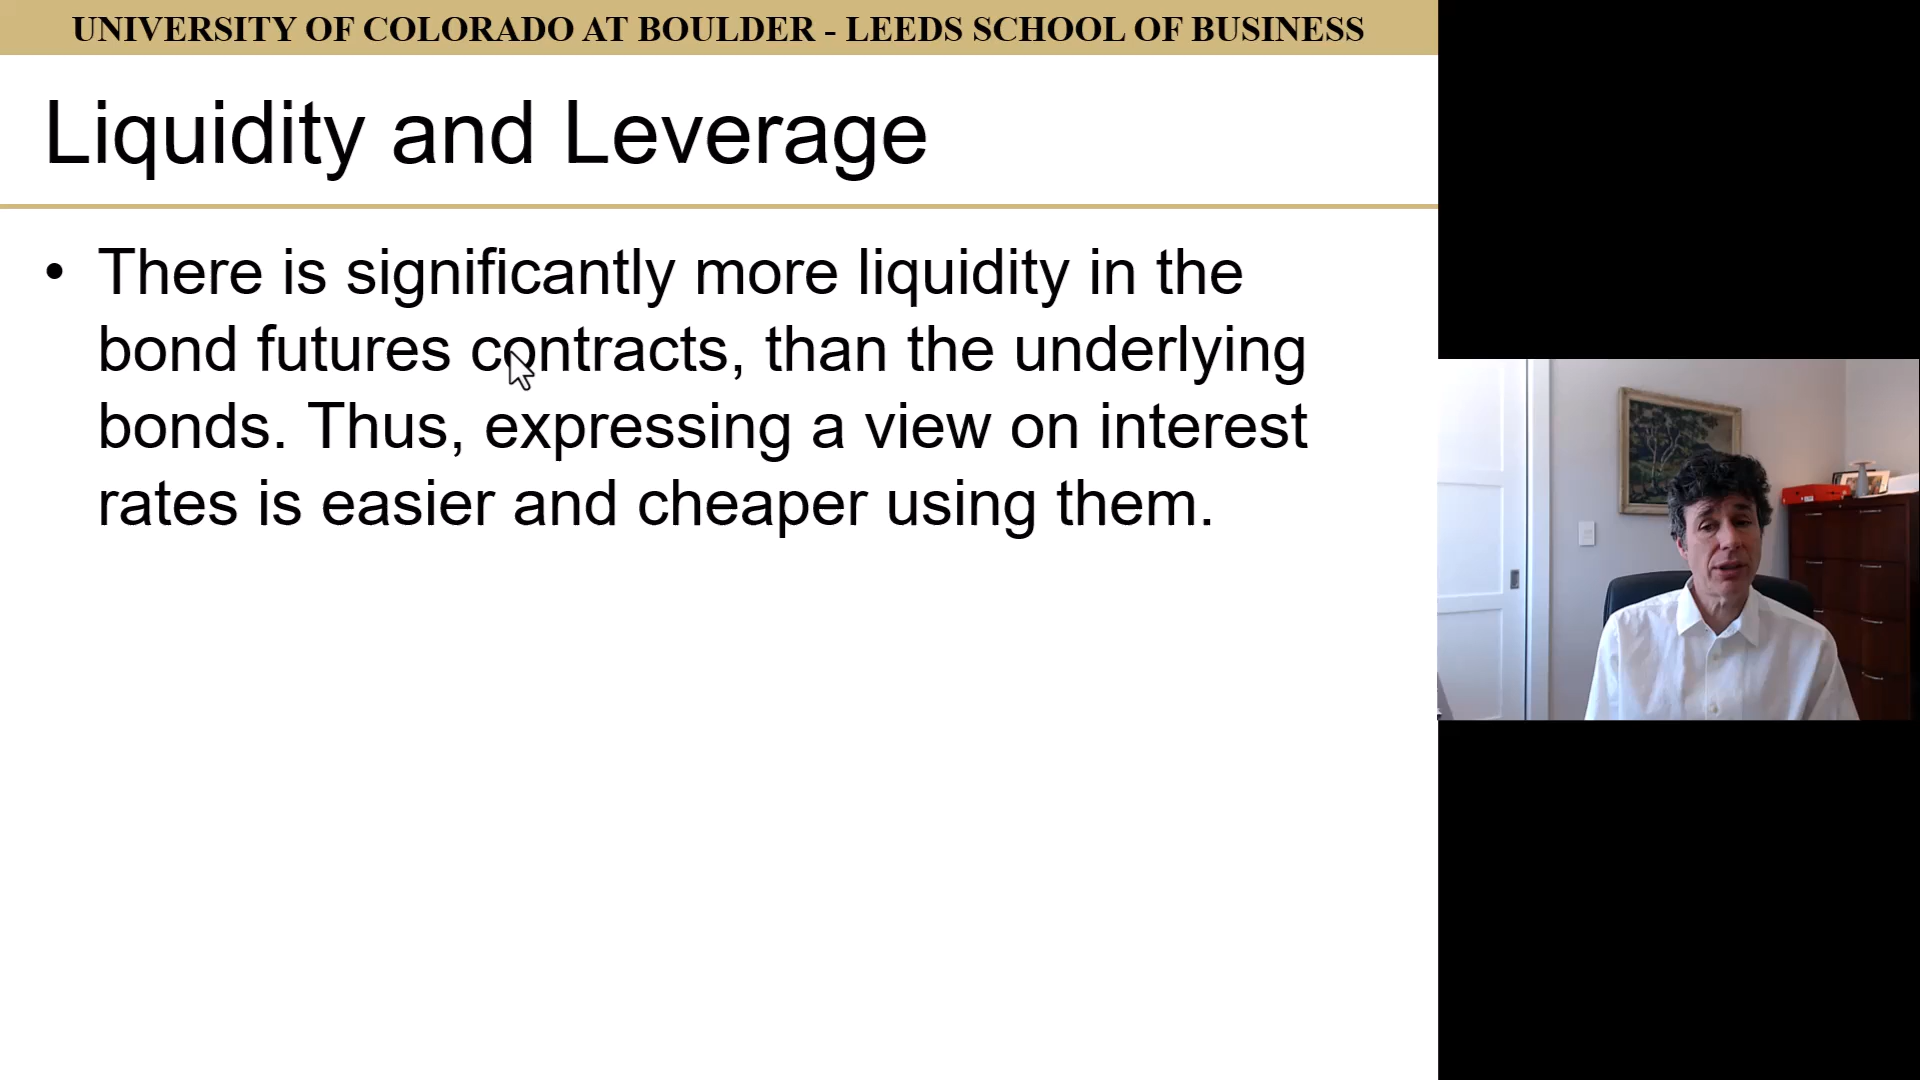 UNIVERSITY OF COLORADO AT BOULDER - LEEDS SCHOOL OF BUSINESS
Liquidity and Leverage
• There is significantly more liquidity in the
bond futures contracts, than the underlying
bonds. Thus, expressing a view on interest
rates is easier and cheaper using them.